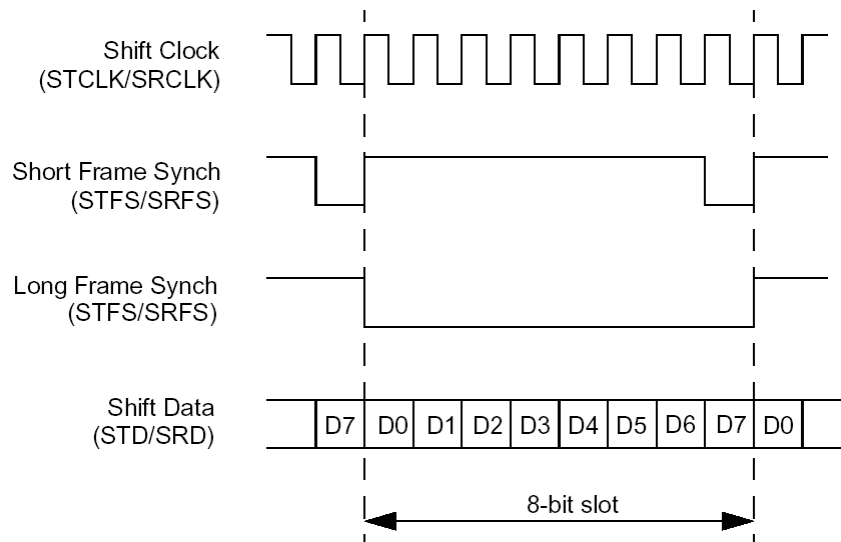 Shift Clock
(STCLK/SRCLK)
Short Frame Synch
(STFS/SRFS)
Long Frame Synch
(STFS/SRFS)
Shift Data
(STD/SRD)
D7 D0 D1 D2 D3 D4 D5 D6 D7 D0
8-bit slot